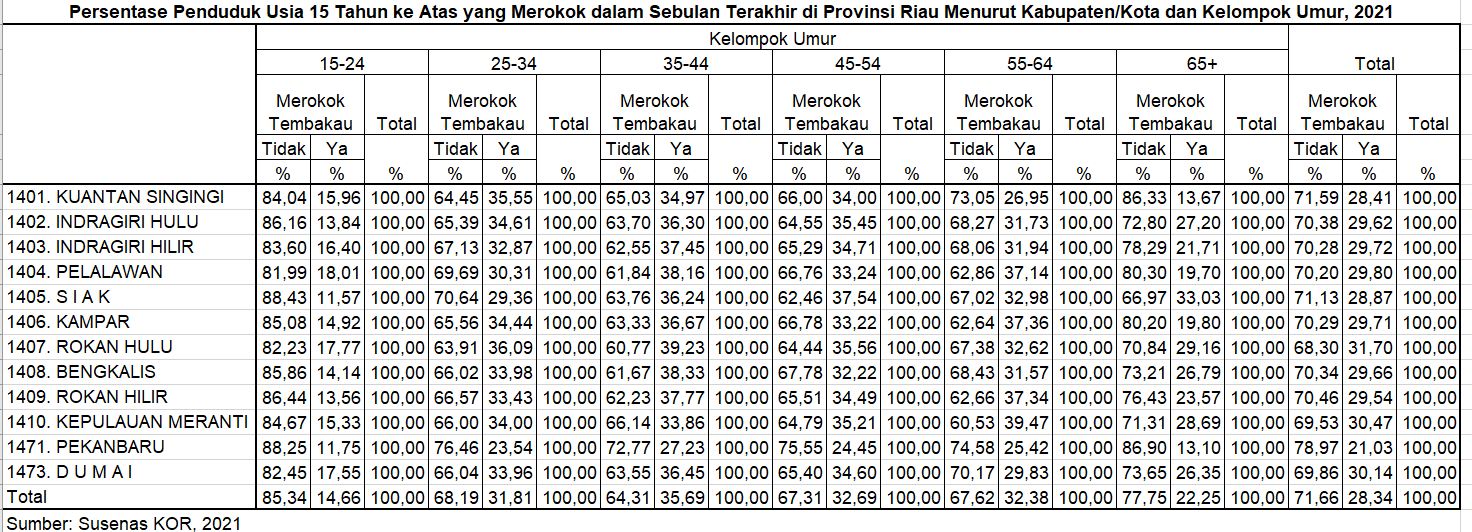 Persentase Penduduk Usia 15 Tahun ke Atas yang Merokok dalam Sebulan Terakhir di Provinsi Riau Menurut Kabupaten/Kota dan Kelompok Umur, 2021
Kelompok Umur
15-24 25-34 35-44 45-54 55-64 65+ Total
Merokok Merokok Merokok Merokok Merokok Merokok Merokok
Tembakau Total Tembakau Total Tembakau Total Tembakau Total Tembakau Total Tembakau Total Tembakau Total
Tidak Ya Tidak Ya Tidak Ya Tidak Ya Tidak Ya Tidak Ya Tidak Ya
% % % % % % % % % % % % % % % % % % % % %
1401. KUANTAN SINGINGI 84,04 15,96 100,00 64,45 35,55 100,00 65,03 34,97 100,00 66,00 34,00 100,00 73,05 26,95 100,00 86,33 13,67 100,00 71,59 28,41 100,00
1402. INDRAGIRI HULU 86,16 13,84 100,00 65,39 34,61 100,00 63,70 36,30 100,00 64,55 35,45 100,00 68,27 31,73 100,00 72,80 27,20 100,00 70,38 29,62 100,00
1403. INDRAGIRI HILIR 83,60 16,40 100,00 67,13 32,87 100,00 62,55 37,45 100,00 65,29 34,71 100,00 68,06 31,94 100,00 78,29 21,71 100,00 70,28 29,72 100,00
1404. PELALAWAN 81,99 18,01 100,00 69,69 30,31 100,00 61,84 38,16 100,00 66,76 33,24 100,00 62,86 37,14 100,00 80,30 19,70 100,00 70,20 29,80 100,00
1405. S I A K 88,43 11,57 100,00 70,64 29,36 100,00 63,76 36,24 100,00 62,46 37,54 100,00 67,02 32,98 100,00 66,97 33,03 100,00 71,13 28,87 100,00
1406. KAMPAR 85,08 14,92 100,00 65,56 34,44 100,00 63,33 36,67 100,00 66,78 33,22 100,00 62,64 37,36 100,00 80,20 19,80 100,00 70,29 29,71 100,00
1407. ROKAN HULU 82,23 17,77 100,00 63,91 36,09 100,00 60,77 39,23 100,00 64,44 35,56 100,00 67,38 32,62 100,00 70,84 29,16 100,00 68,30 31,70 100,00
1408. BENGKALIS 85,86 14,14 100,00 66,02 33,98 100,00 61,67 38,33 100,00 67,78 32,22 100,00 68,43 31,57 100,00 73,21 26,79 100,00 70,34 29,66 100,00
1409. ROKAN HILIR 86,44 13,56 100,00 66,57 33,43 100,00 62,23 37,77 100,00 65,51 34,49 100,00 62,66 37,34 100,00 76,43 23,57 100,00 70,46 29,54 100,00
1410. KEPULAUAN MERANTI 84,67 15,33 100,00 66,00 34,00 100,00 66,14 33,86 100,00 64,79 35,21 100,00 60,53 39,47 100,00 71,31 28,69 100,00 69,53 30,47 100,00
1471. PEKANBARU 88,25 11,75 100,00 76,46 23,54 100,00 72,77 27,23 100,00 75,55 24,45 100,00 74,58 25,42 100,00 86,90 13,10 100,00 78,97 21,03 100,00
1473. D U M A I 82,45 17,55 100,00 66,04 33,96 100,00 63,55 36,45 100,00 65,40 34,60 100,00 70,17 29,83 100,00 73,65 26,35 100,00 69,86 30,14 100,00
Total 85,34 14,66 100,00 68,19 31,81 100,00 64,31 35,69 100,00 67,31 32,69 100,00 67,62 32,38 100,00 77,75 22,25 100,00 71,66 28,34 100,00
Sumber: Susenas KOR, 2021